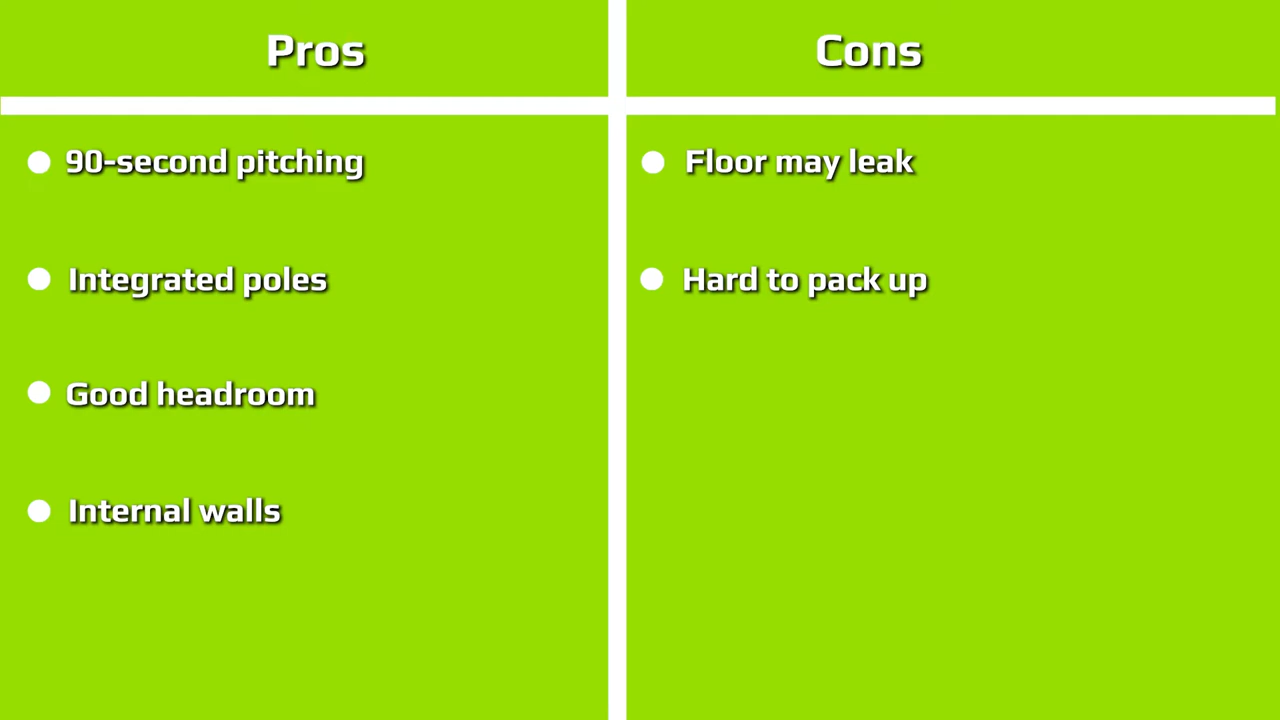 Pros
90-second pitching
Integrated poles
Good headroom
Internal walls
Cons
Floor may leak
Hard to pack up